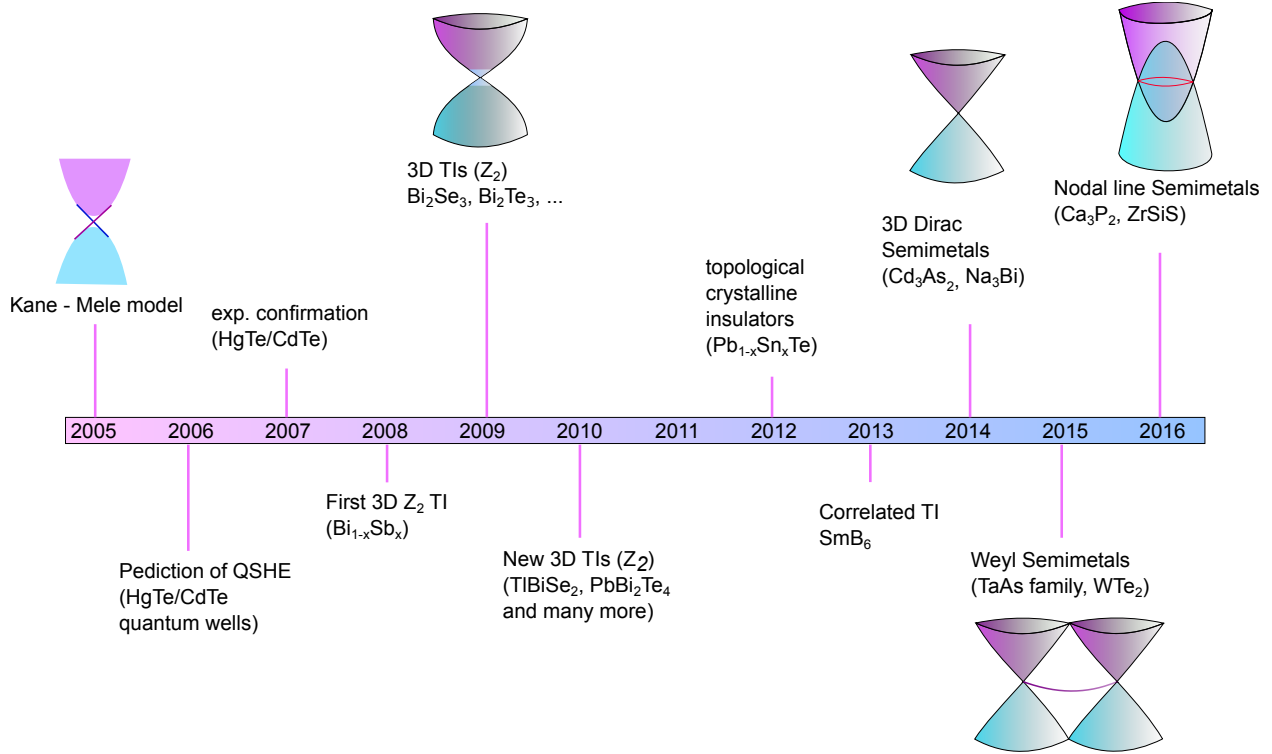 3D TIs (Z₂)
Bi₂Se₃, Bi₂Te₃, ...
Nodal line Semimetals
(Ca₃P₂, ZrSiS)
3D Dirac
Semimetals
(Cd₃As₂, Na₃Bi)
topological
crystalline
insulators
(Pb₁₋ₓSnₓTe)
Kane - Mele model
exp. confirmation
(HgTe/CdTe)
2005 2006 2007 2008 2009 2010 2011 2012 2013 2014 2015 2016
First 3D Z₂ TI
(Bi₁₋ₓSbₓ)
Correlated TI
SmB₆
Pediction of QSHE
(HgTe/CdTe
quantum wells)
New 3D TIs (Z₂)
(TlBiSe₂, PbBi₂Te₄
and many more)
Weyl Semimetals
(TaAs family, WTe₂)